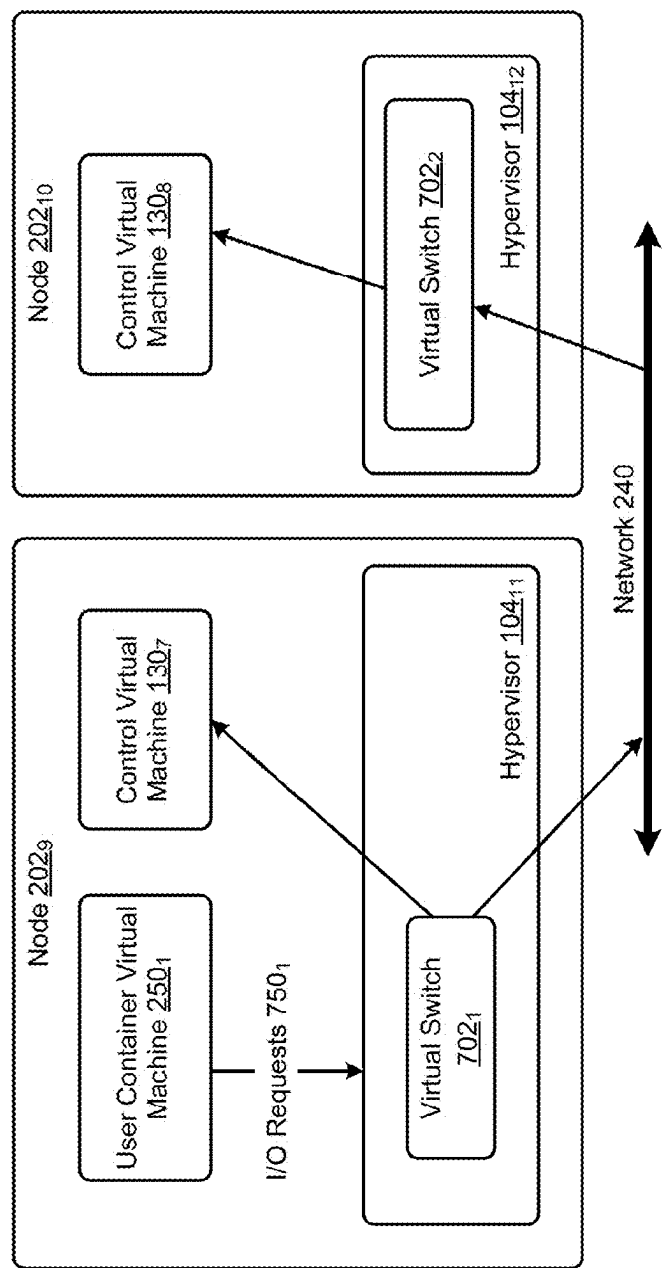 Node 202₉
User Container Virtual
Machine 250₁
Control Virtual
Machine 130₇
I/O Requests 750₁
Virtual Switch
702₁
Hypervisor 104₁₁
Node 202₁₀
Control Virtual
Machine 130₈
Virtual Switch 702₂
Hypervisor 104₁₂
Network 240